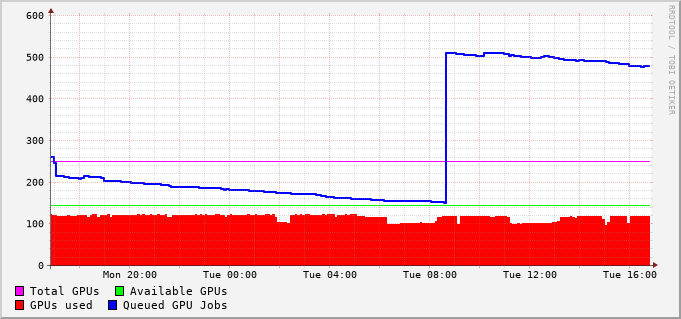 600
500
400
300
200
100
0
Mon 20:00 Tue 00:00 Tue 04:00 Tue 08:00 Tue 12:00 Tue 16:00
Total GPUs Available GPUs
GPUs used Queued GPU Jobs
RRDTOOL / TOBI OETIKER